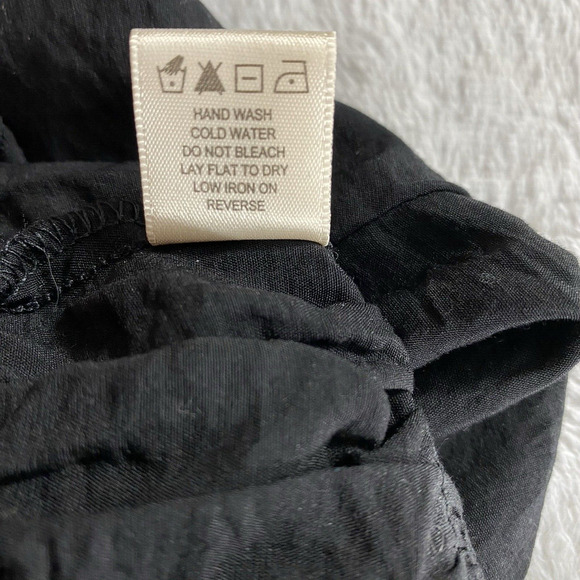 HAND WASH
COLD WATER
DO NOT BLEACH
LAY FLAT TO DRY
LOW IRON ON
REVERSE